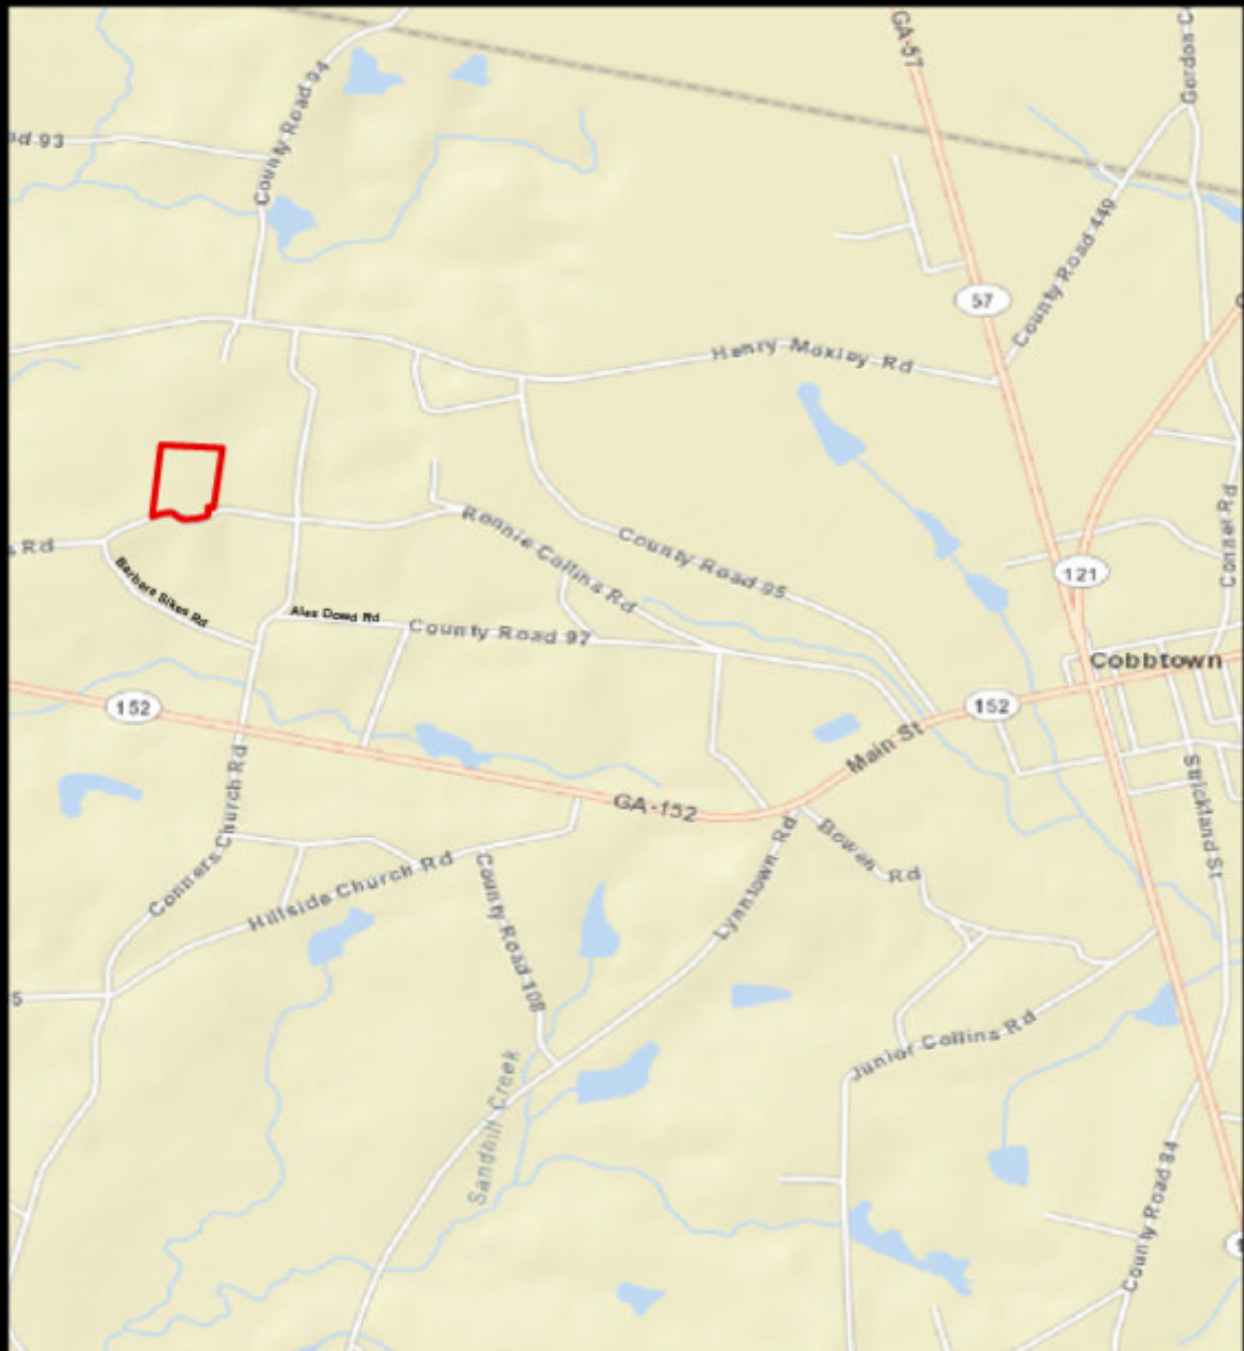 GA-57
Gordon C
County Road 94
ad 93
County Road 449
57
Henry Moxley Rd
s Rd
Ronnie Collins Rd
County Road 95
Conner Rd
121
Barbara Sikes Rd
Alex Dowd Rd
County Road 97
Cobbtown
152
152
Main St
GA-152
Strickland St
Conners Church Rd
Hillside Church Rd
Bowen Rd
County Road 108
Lynntown Rd
5
Junior Collins Rd
Sandhill Creek
County Road 84